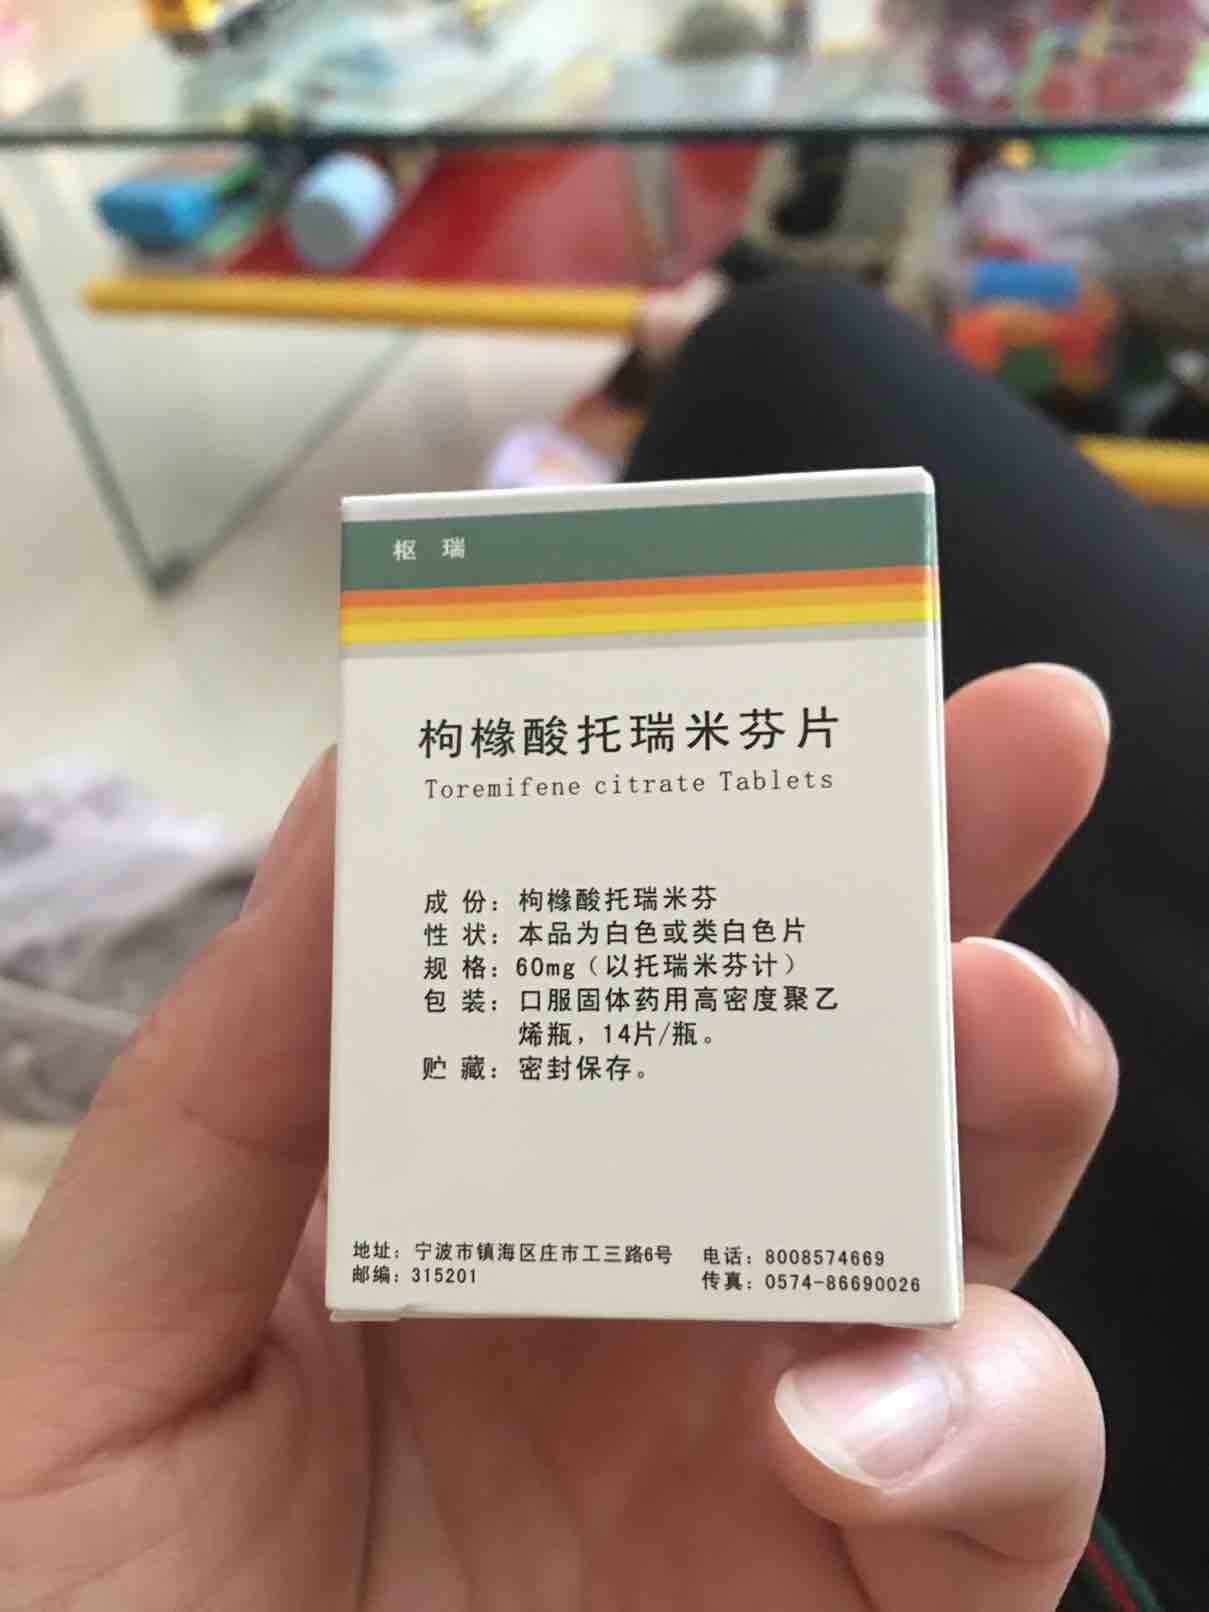 枢 瑞
枸橼酸托瑞米芬片
Toremifene citrate Tablets
成 份：枸橼酸托瑞米芬
性 状：本品为白色或类白色片
规 格：60mg（以托瑞米芬计）
包 装：口服固体药用高密度聚乙
烯瓶，14片/瓶。
贮 藏：密封保存。
地址：宁波市镇海区庄市工三路6号 电话：8008574669
邮编：315201 传真：0574-86690026